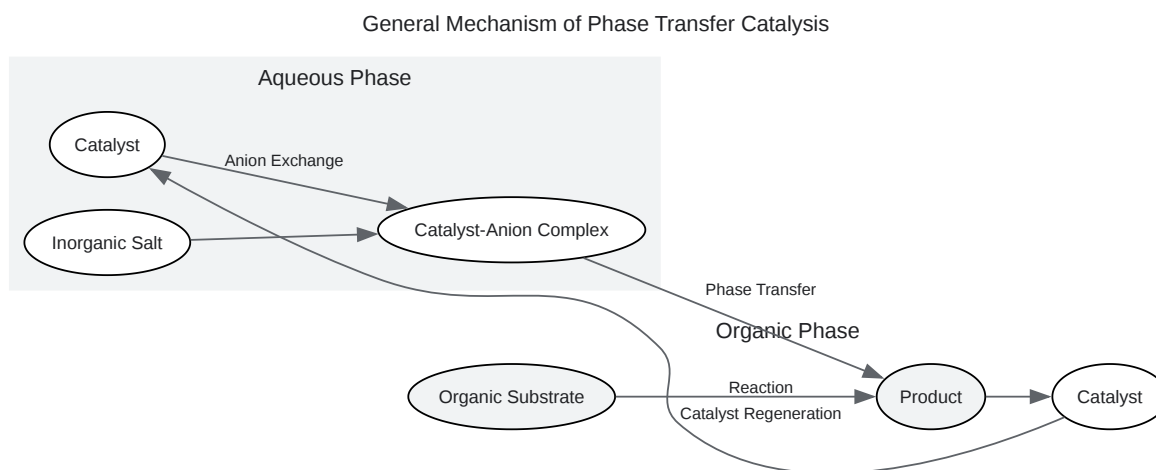 General Mechanism of Phase Transfer Catalysis
Aqueous Phase
Catalyst
Anion Exchange
Inorganic Salt
Catalyst-Anion Complex
Phase Transfer
Organic Phase
Organic Substrate
Reaction
Catalyst Regeneration
Product
Catalyst